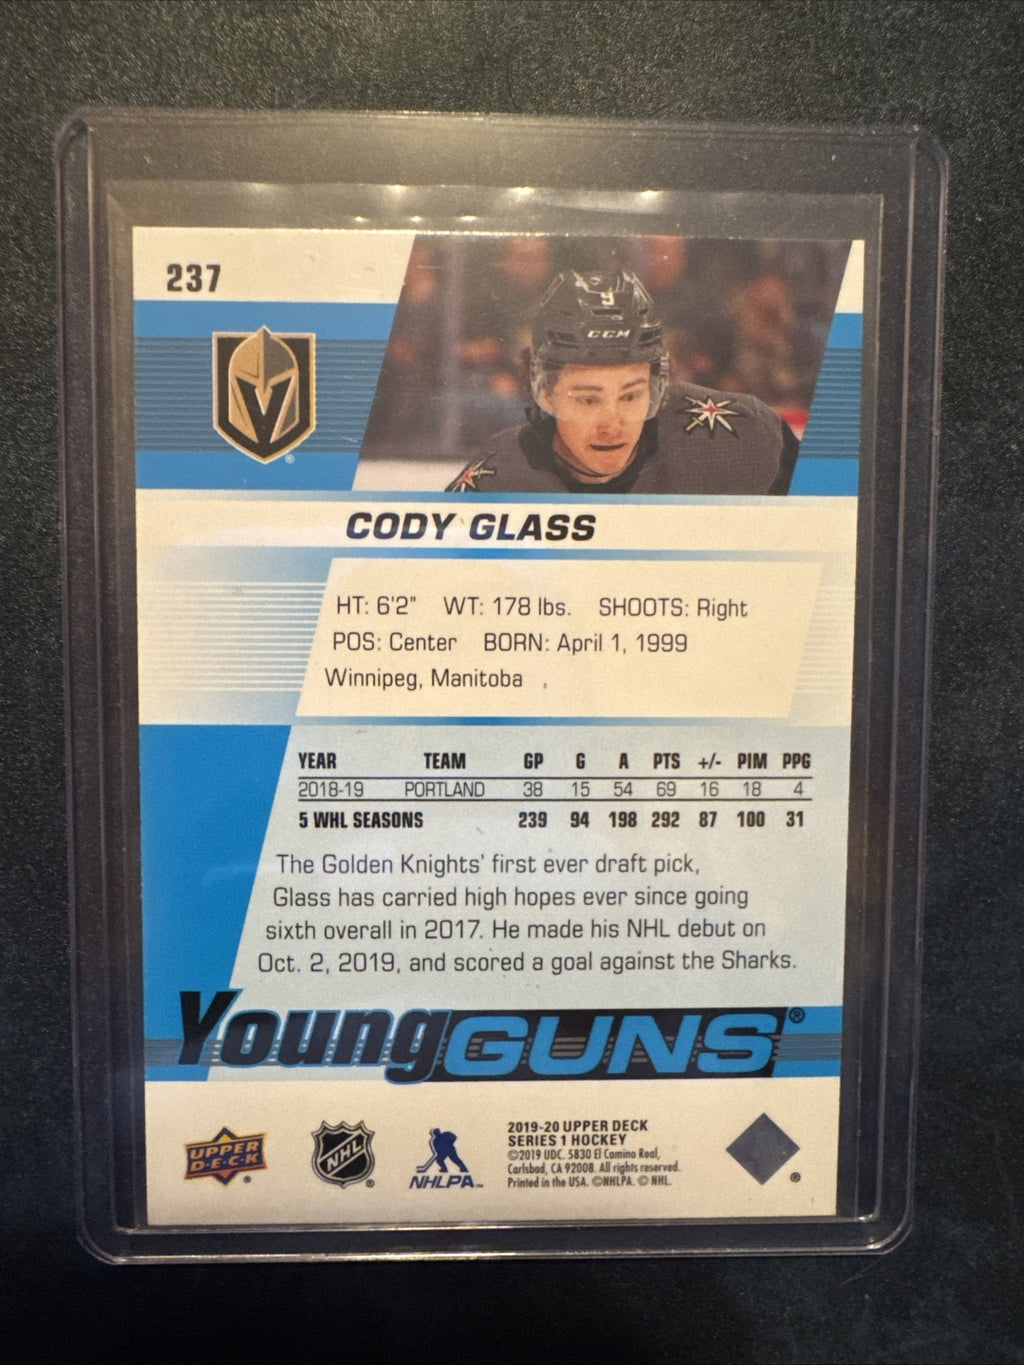 237
9
CCM
CODY GLASS
HT: 6'2" WT: 178 lbs. SHOOTS: Right
POS: Center BORN: April 1, 1999
Winnipeg, Manitoba
YEAR TEAM GP G A PTS +/- PIM PPG
2018-19 PORTLAND 38 15 54 69 16 18 4
5 WHL SEASONS 239 94 198 292 87 100 31
The Golden Knights' first ever draft pick,
Glass has carried high hopes ever since going
sixth overall in 2017. He made his NHL debut on
Oct. 2, 2019, and scored a goal against the Sharks.
Young GUNS®
UPPER
DECK®
NHL®
NHLPA™
2019-20 UPPER DECK
SERIES 1 HOCKEY
©2019 UDC. 5830 El Camino Real,
Carlsbad, CA 92008. All rights reserved.
Printed in the USA. ©NHLPA. © NHL.
®